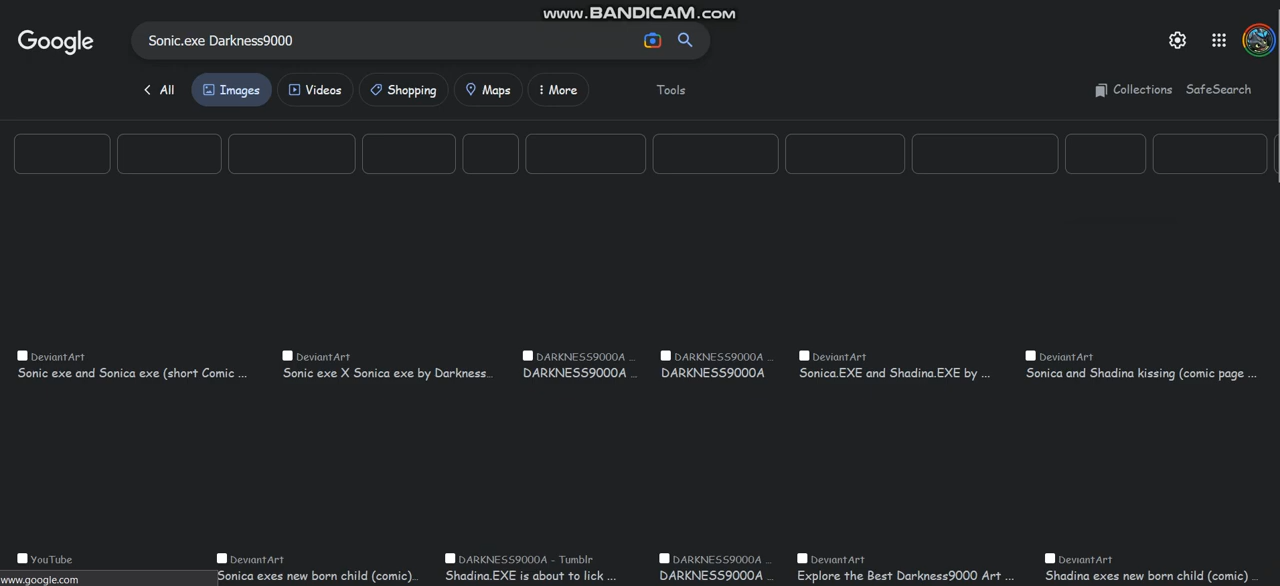 www.BANDICAM.com
Google
Sonic.exe Darkness9000
All Images Videos Shopping Maps More Tools Collections SafeSearch
DeviantArt
Sonic exe and Sonica exe (short Comic ...
DeviantArt
Sonic exe X Sonica exe by Darkness...
DARKNESS9000A ...
DARKNESS9000A ...
DARKNESS9000A ...
DARKNESS9000A
DeviantArt
Sonica.EXE and Shadina.EXE by ...
DeviantArt
Sonica and Shadina kissing (comic page ...
YouTube
DeviantArt
Sonica exes new born child (comic)...
DARKNESS9000A - Tumblr
Shadina.EXE is about to lick ...
DARKNESS9000A ...
DARKNESS9000A ...
DeviantArt
Explore the Best Darkness9000 Art ...
DeviantArt
Shadina exes new born child (comic) ...
www.google.com